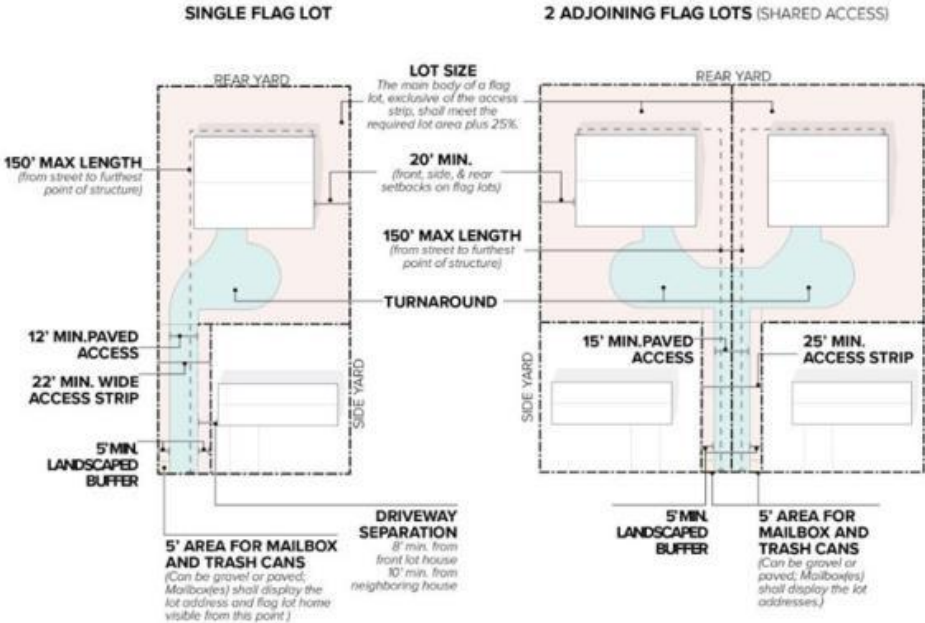 SINGLE FLAG LOT
2 ADJOINING FLAG LOTS (SHARED ACCESS)
REAR YARD
LOT SIZE
The main body of a flag
lot, exclusive of the access
strip, shall meet the
required lot area plus 25%.
REAR YARD
150' MAX LENGTH
(from street to furthest
point of structure)
20' MIN.
(front, side, & rear
setbacks on flag lots)
150' MAX LENGTH
(from street to furthest
point of structure)
TURNAROUND
12' MIN.PAVED
ACCESS
22' MIN. WIDE
ACCESS STRIP
SIDE YARD
5' MIN.
LANDSCAPED
BUFFER
15' MIN.PAVED
ACCESS
25' MIN.
ACCESS STRIP
SIDE YARD
DRIVEWAY
SEPARATION
8' min. from
front lot house
10' min. from
neighboring house
5' AREA FOR MAILBOX
AND TRASH CANS
(Can be gravel or paved;
Mailbox(es) shall display the
lot address and flag lot home
visible from this point )
5' MIN.
LANDSCAPED
BUFFER
5' AREA FOR
MAILBOX AND
TRASH CANS
(Can be gravel or
paved; Mailbox(es)
shall display the lot
addresses.)